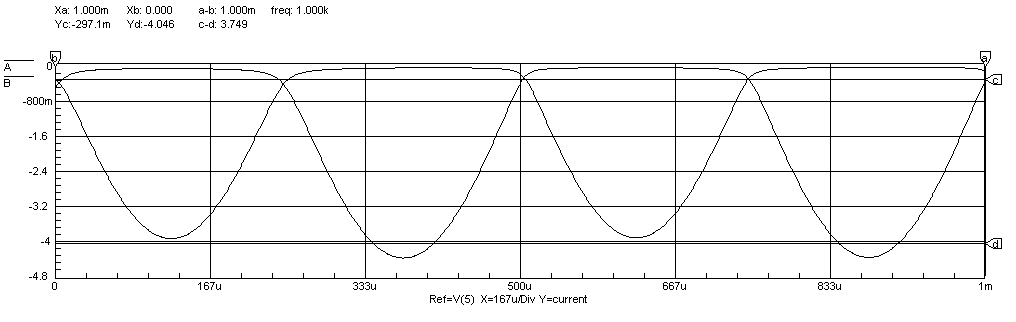 Xa: 1.000m Xb: 0.000 a-b: 1.000m freq: 1.000k
Yc:-297.1m Yd:-4.046 c-d: 3.749
b a
A 0
B c
-800m
-1.6
-2.4
-3.2
-4 d
-4.8
0 167u 333u 500u 667u 833u 1m
Ref=V(5) X=167u/Div Y=current